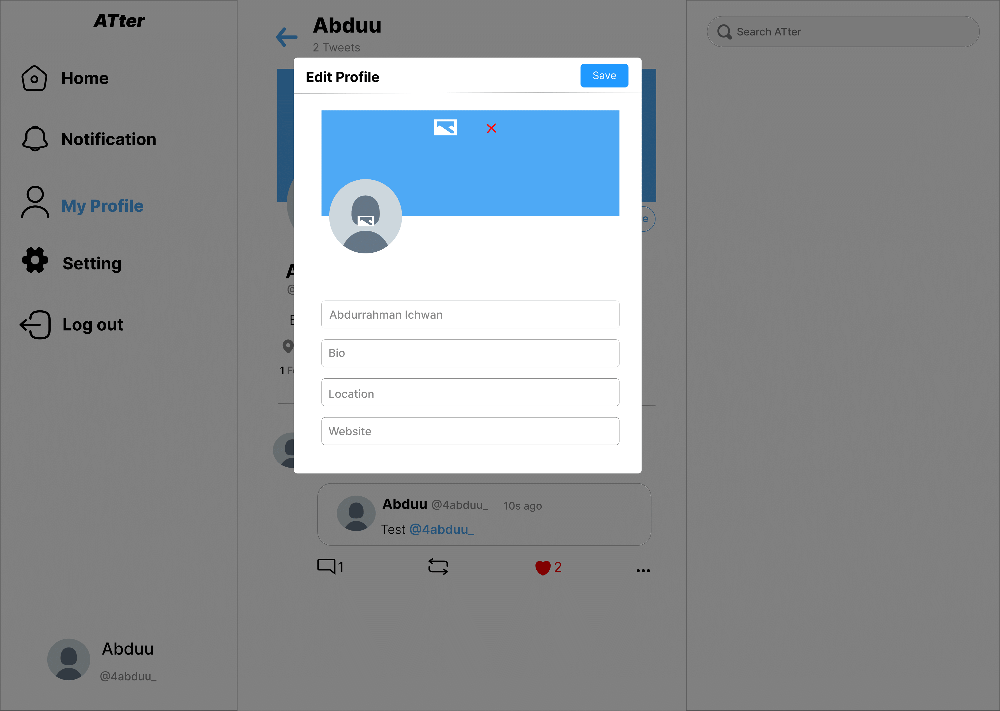 ATter
Home
Notification
My Profile
Setting
Log out
Abduu
@4abduu_
Abduu
2 Tweets
Edit Profile
Save
Abdurrahman Ichwan
Bio
Location
Website
1
Abduu @4abduu_ 10s ago
Test @4abduu_
1
2
Search ATter